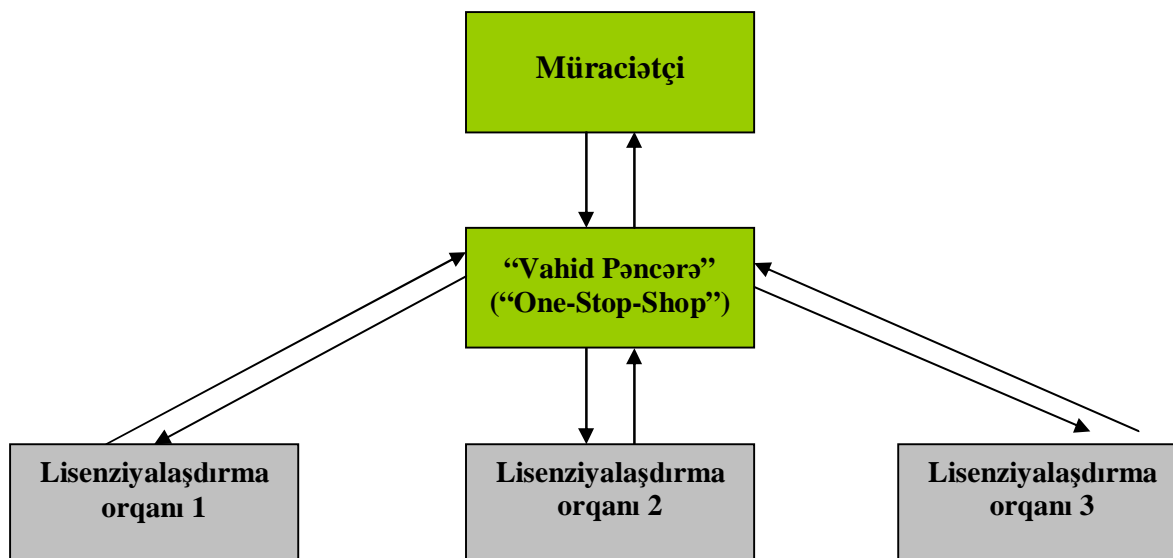 Müraciətçi
“Vahid Pəncərə”
(“One-Stop-Shop”)
Lisenziyalaşdırma
orqanı 1
Lisenziyalaşdırma
orqanı 2
Lisenziyalaşdırma
orqanı 3